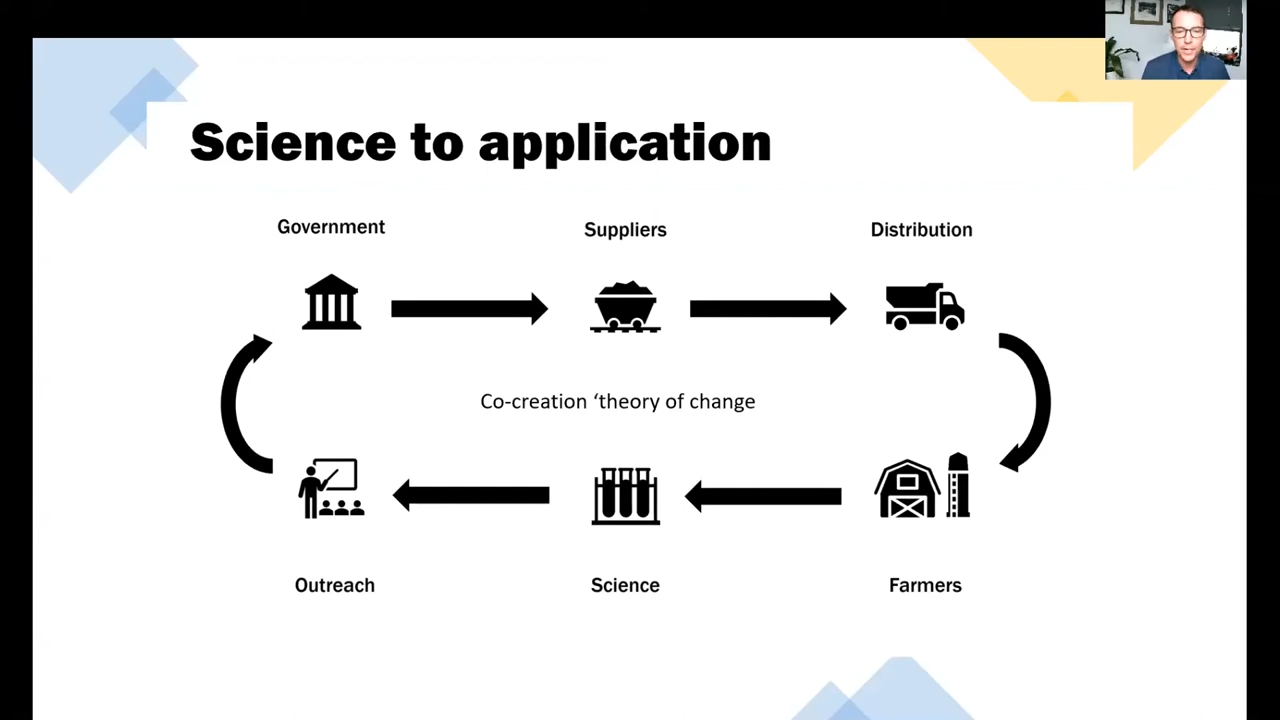 Science to application
Government
Suppliers
Distribution
Co-creation ‘theory of change
Outreach
Science
Farmers